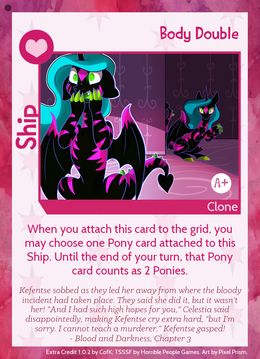 Body Double
Ship
A+
Clone
When you attach this card to the grid, you
may choose one Pony card attached to this
Ship. Until the end of your turn, that Pony
card counts as 2 Ponies.
Kefentse sobbed as they led her away from where the bloody
incident had taken place. They said she did it, but it wasn't
her! "And I had such high hopes for you," Celestia said
disappointedly, making Kefentse cry extra hard, "but I'm
sorry. I cannot teach a murderer." Kefentse gasped!
- Blood and Darkness, Chapter 3
Extra Credit 1.0.2 by CofK, TSSSF by Horrible People Games. Art by Pixel Prism.